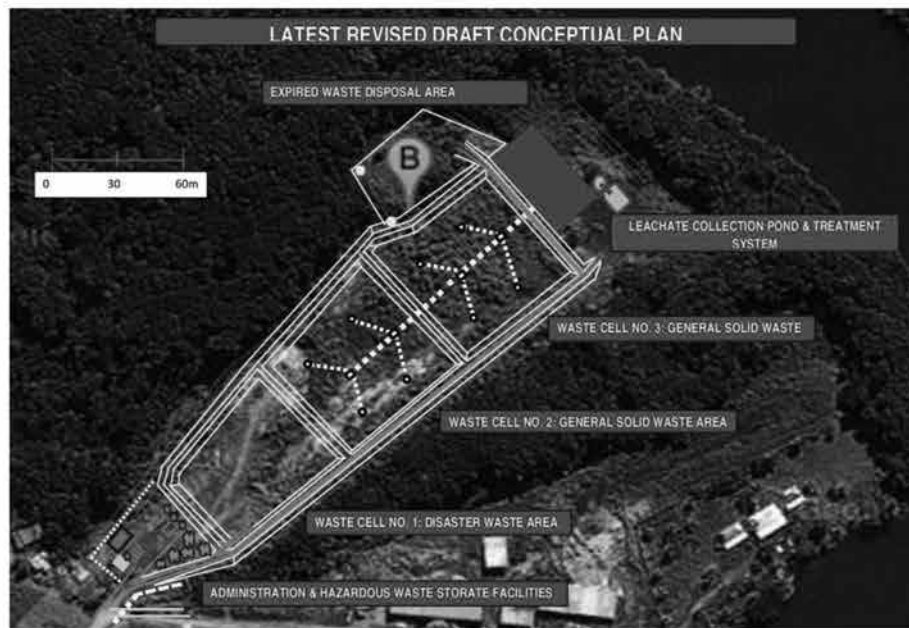 LATEST REVISED DRAFT CONCEPTUAL PLAN
EXPIRED WASTE DISPOSAL AREA
B
0 30 60m
LEACHATE COLLECTION POND & TREATMENT
SYSTEM
WASTE CELL NO. 3: GENERAL SOLID WASTE
WASTE CELL NO. 2: GENERAL SOLID WASTE AREA
WASTE CELL NO. 1: DISASTER WASTE AREA
ADMINISTRATION & HAZARDOUS WASTE STORATE FACILITIES